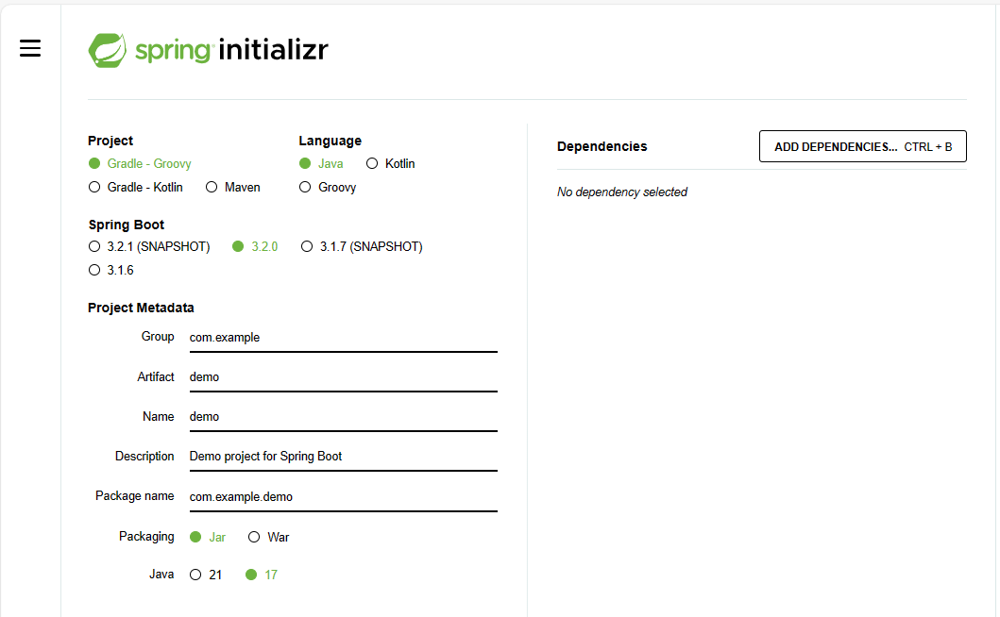 spring initializr
Project
Gradle - Groovy
Gradle - Kotlin Maven
Language
Java Kotlin
Groovy
Spring Boot
3.2.1 (SNAPSHOT) 3.2.0 3.1.7 (SNAPSHOT)
3.1.6
Project Metadata
Group com.example
Artifact demo
Name demo
Description Demo project for Spring Boot
Package name com.example.demo
Packaging Jar War
Java 21 17
Dependencies ADD DEPENDENCIES... CTRL + B
No dependency selected